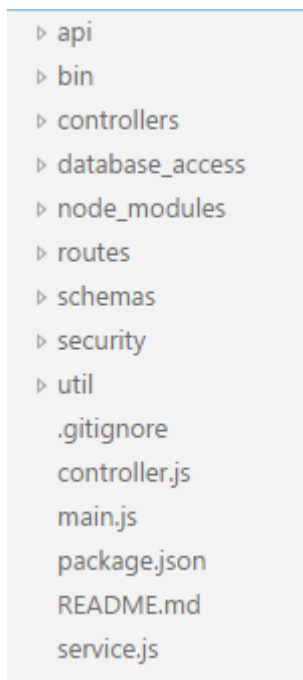 api
bin
controllers
database_access
node_modules
routes
schemas
security
util
.gitignore
controller.js
main.js
package.json
README.md
service.js